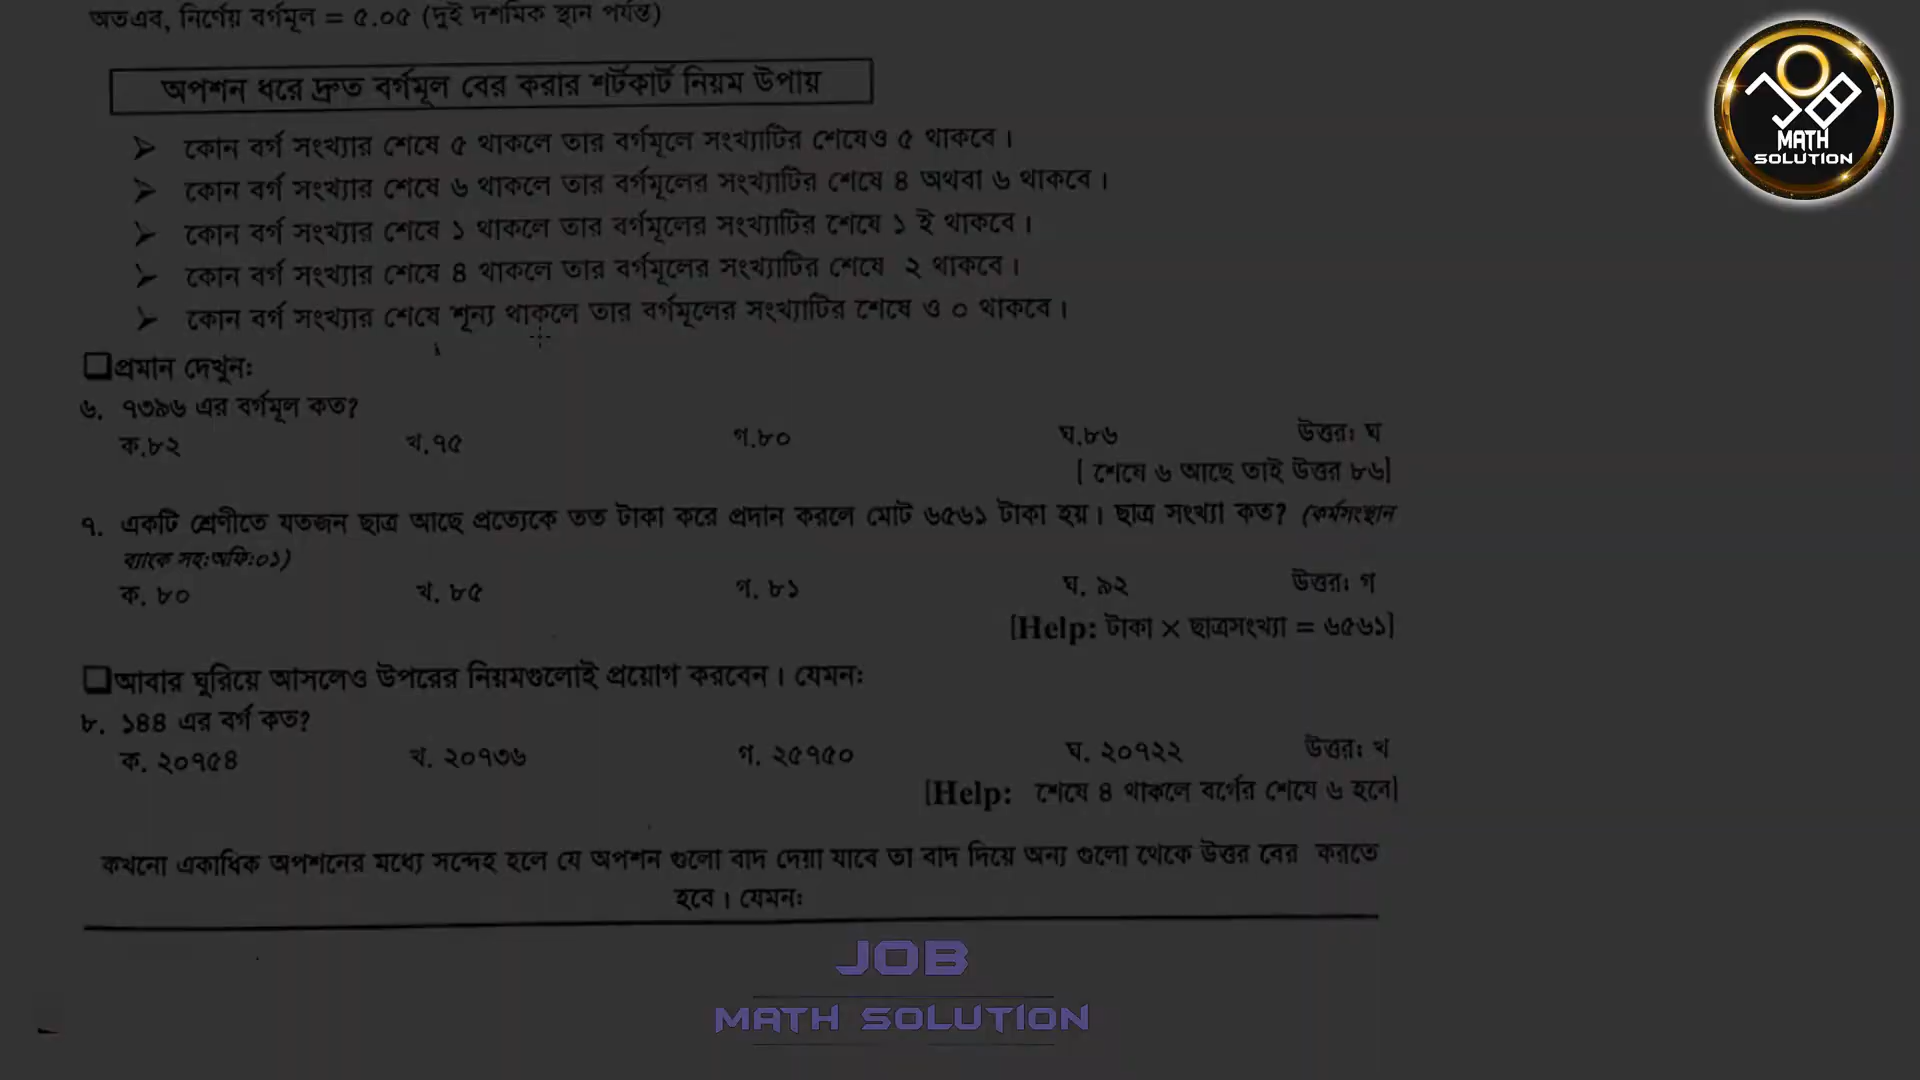 অতএব, নির্ণেয় বর্গমূল = ৫.০৫ (দুই দশমিক স্থান পর্যন্ত)
অপশন ধরে দ্রুত বর্গমূল বের করার শর্টকার্ট নিয়ম উপায়
➢ কোন বর্গ সংখ্যার শেষে ৫ থাকলে তার বর্গমূলে সংখ্যাটির শেষেও ৫ থাকবে।
➢ কোন বর্গ সংখ্যার শেষে ৬ থাকলে তার বর্গমূলের সংখ্যাটির শেষে ৪ অথবা ৬ থাকবে।
➢ কোন বর্গ সংখ্যার শেষে ১ থাকলে তার বর্গমূলের সংখ্যাটির শেষে ১ ই থাকবে।
➢ কোন বর্গ সংখ্যার শেষে ৪ থাকলে তার বর্গমূলের সংখ্যাটির শেষে ২ থাকবে।
➢ কোন বর্গ সংখ্যার শেষে শূন্য থাকলে তার বর্গমূলের সংখ্যাটির শেষে ও ০ থাকবে।
❑প্রমান দেখুন:
৬. ৭৩৯৬ এর বর্গমূল কত?
ক.৮২ খ.৭৫ গ.৮০ ঘ.৮৬ উত্তর: ঘ
[ শেষে ৬ আছে তাই উত্তর ৮৬]
৭. একটি শ্রেণীতে যতজন ছাত্র আছে প্রত্যেকে তত টাকা করে প্রদান করলে মোট ৬৫৬১ টাকা হয়। ছাত্র সংখ্যা কত? (কর্মসংস্থান
ব্যাংক সহ:অফি:০১)
ক. ৮০ খ. ৮৫ গ. ৮১ ঘ. ৯২ উত্তর: গ
[Help: টাকা × ছাত্রসংখ্যা = ৬৫৬১]
❑আবার ঘুরিয়ে আসলেও উপরের নিয়মগুলোই প্রয়োগ করবেন। যেমন:
৮. ১৪৪ এর বর্গ কত?
ক. ২০৭৫৪ খ. ২০৭৩৬ গ. ২৫৭৫০ ঘ. ২০৭২২ উত্তর: খ
[Help: শেষে ৪ থাকলে বর্গের শেষে ৬ হবে]
কখনো একাধিক অপশনের মধ্যে সন্দেহ হলে যে অপশন গুলো বাদ দেয়া যাবে তা বাদ দিয়ে অন্য গুলো থেকে উত্তর বের করতে
হবে। যেমন:
JOB
MATH SOLUTION
JOB
MATH
SOLUTION